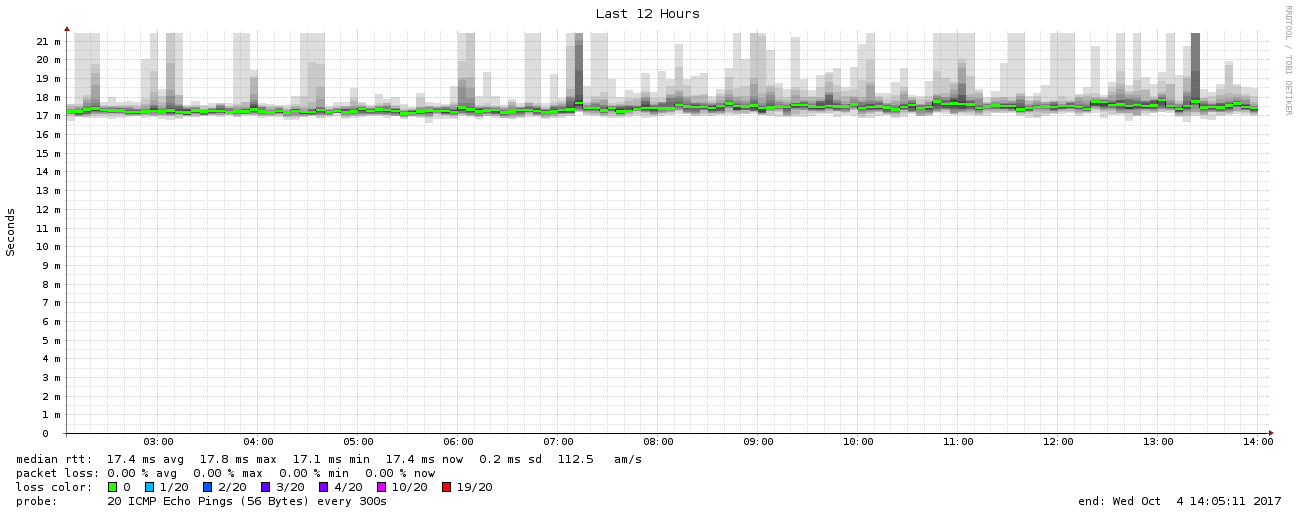 Last 12 Hours
RRDTOOL / TOBI OETIKER
Seconds
21 m
20 m
19 m
18 m
17 m
16 m
15 m
14 m
13 m
12 m
11 m
10 m
9 m
8 m
7 m
6 m
5 m
4 m
3 m
2 m
1 m
0
03:00 04:00 05:00 06:00 07:00 08:00 09:00 10:00 11:00 12:00 13:00 14:00
median rtt: 17.4 ms avg 17.8 ms max 17.1 ms min 17.4 ms now 0.2 ms sd 112.5 am/s
packet loss: 0.00 % avg 0.00 % max 0.00 % min 0.00 % now
loss color: 0 1/20 2/20 3/20 4/20 10/20 19/20
probe: 20 ICMP Echo Pings (56 Bytes) every 300s end: Wed Oct 4 14:05:11 2017